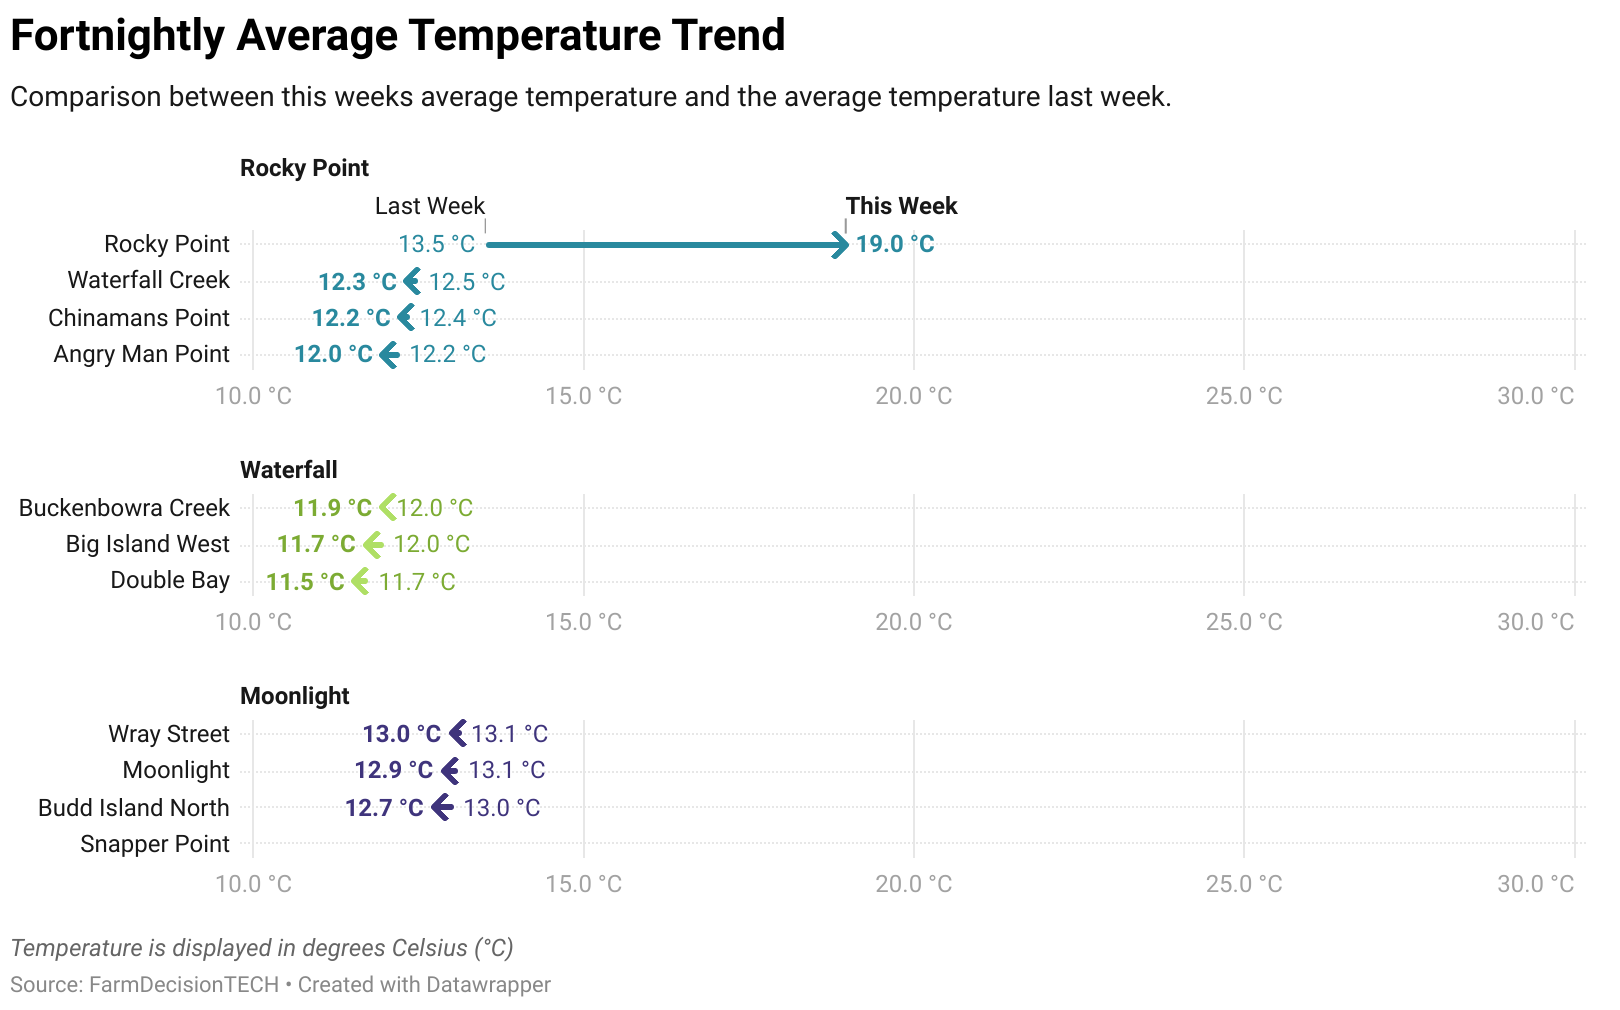 Fortnightly Average Temperature Trend
Comparison between this weeks average temperature and the average temperature last week.
Rocky Point
Last Week This Week
Rocky Point 13.5 °C 19.0 °C
Waterfall Creek 12.3 °C 12.5 °C
Chinamans Point 12.2 °C 12.4 °C
Angry Man Point 12.0 °C 12.2 °C
10.0 °C 15.0 °C 20.0 °C 25.0 °C 30.0 °C
Waterfall
Buckenbowra Creek 11.9 °C 12.0 °C
Big Island West 11.7 °C 12.0 °C
Double Bay 11.5 °C 11.7 °C
10.0 °C 15.0 °C 20.0 °C 25.0 °C 30.0 °C
Moonlight
Wray Street 13.0 °C 13.1 °C
Moonlight 12.9 °C 13.1 °C
Budd Island North 12.7 °C 13.0 °C
Snapper Point
10.0 °C 15.0 °C 20.0 °C 25.0 °C 30.0 °C
Temperature is displayed in degrees Celsius (°C)
Source: FarmDecisionTECH • Created with Datawrapper